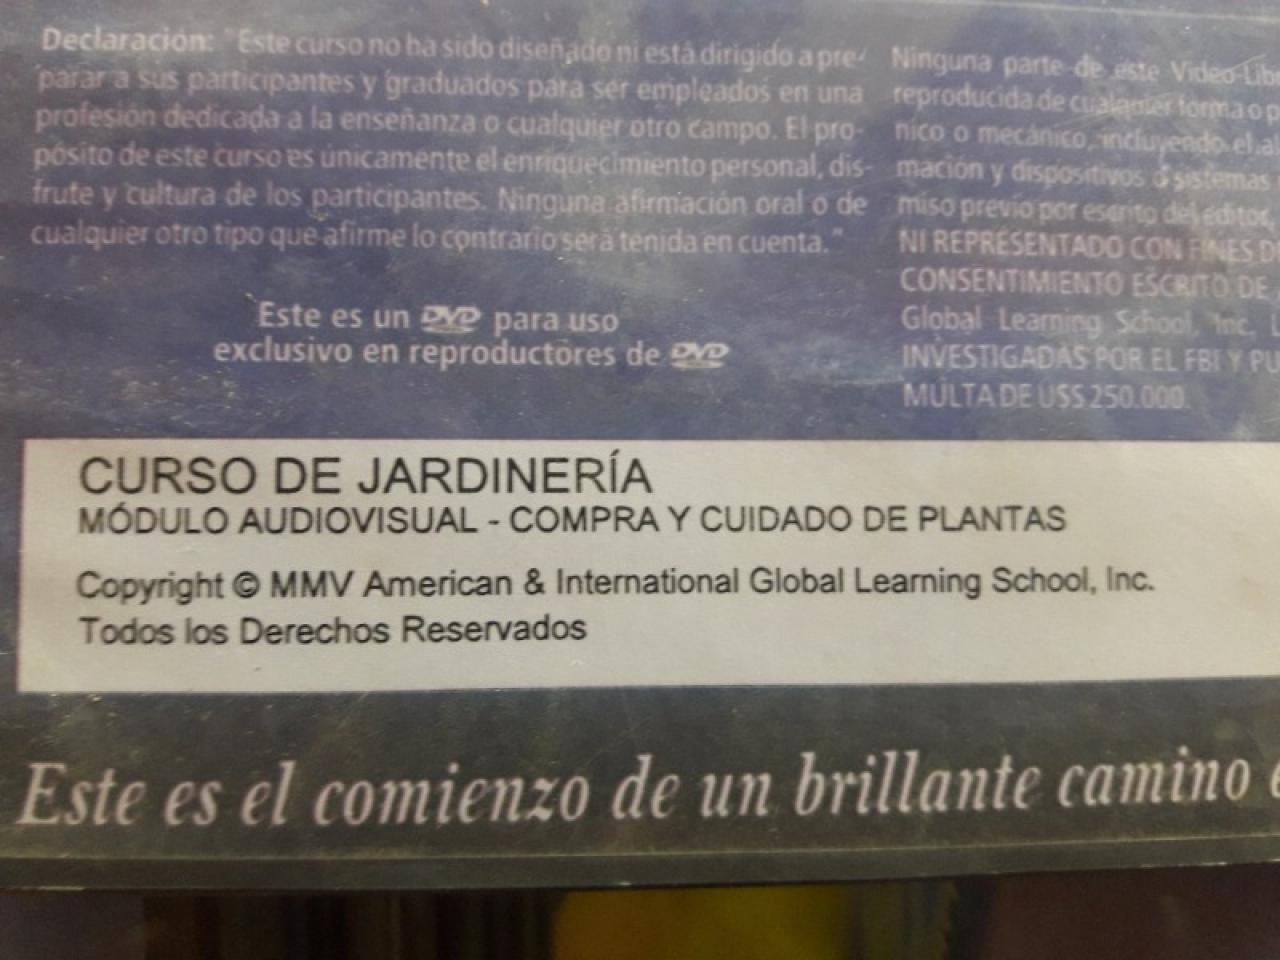 Declaración: "Este curso no ha sido diseñado ni está dirigido a pre-
parar a sus participantes y graduados para ser empleados en una
profesión dedicada a la enseñanza o cualquier otro campo. El pro-
pósito de este curso es únicamente el enriquecimiento personal, dis-
frute y cultura de los participantes. Ninguna afirmación oral o de
cualquier otro tipo que afirme lo contrario será tenida en cuenta."
Ninguna parte de este Video-Lib
reproducida de cualquier forma o p
nico o mecánico, incluyendo el al
mación y dispositivos o sistemas
miso previo por escrito del editor,
NI REPRESENTADO CON FINES D
CONSENTIMIENTO ESCRITO DE
Global Learning School, Inc.
INVESTIGADAS POR EL FBI Y PU
MULTA DE US$ 250.000.
Este es un DVD para uso
exclusivo en reproductores de DVD
CURSO DE JARDINERÍA
MÓDULO AUDIOVISUAL - COMPRA Y CUIDADO DE PLANTAS
Copyright © MMV American & International Global Learning School, Inc.
Todos los Derechos Reservados
Este es el comienzo de un brillante camino